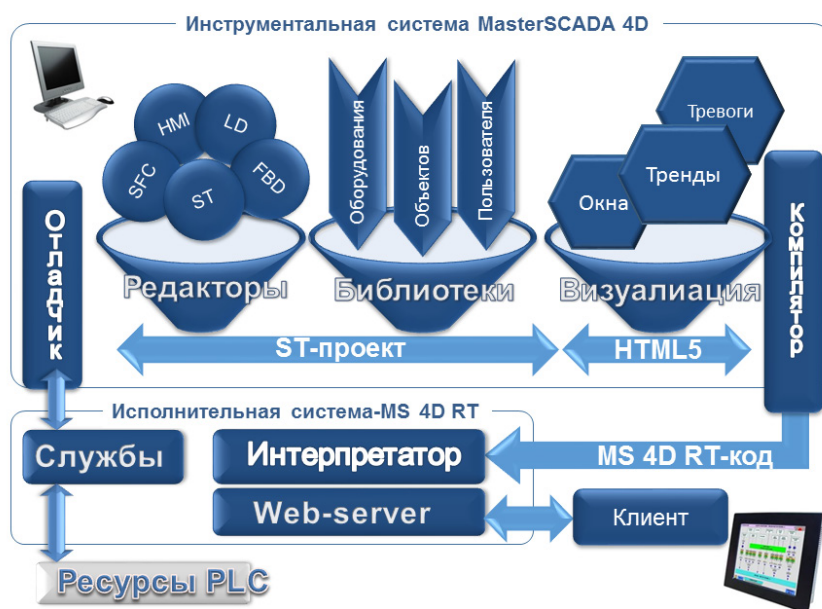 Инструментальная система MasterSCADA 4D
HMI
LD
SFC
ST
FBD
Оборудования
Объектов
Пользователя
Тревоги
Тренды
Окна
Отладчик
Редакторы
Библиотеки
Визуалиация
Компилятор
ST-проект
HTML5
Исполнительная система-MS 4D RT
Службы
Интерпретатор
MS 4D RT-код
Web-server
Клиент
Ресурсы PLC